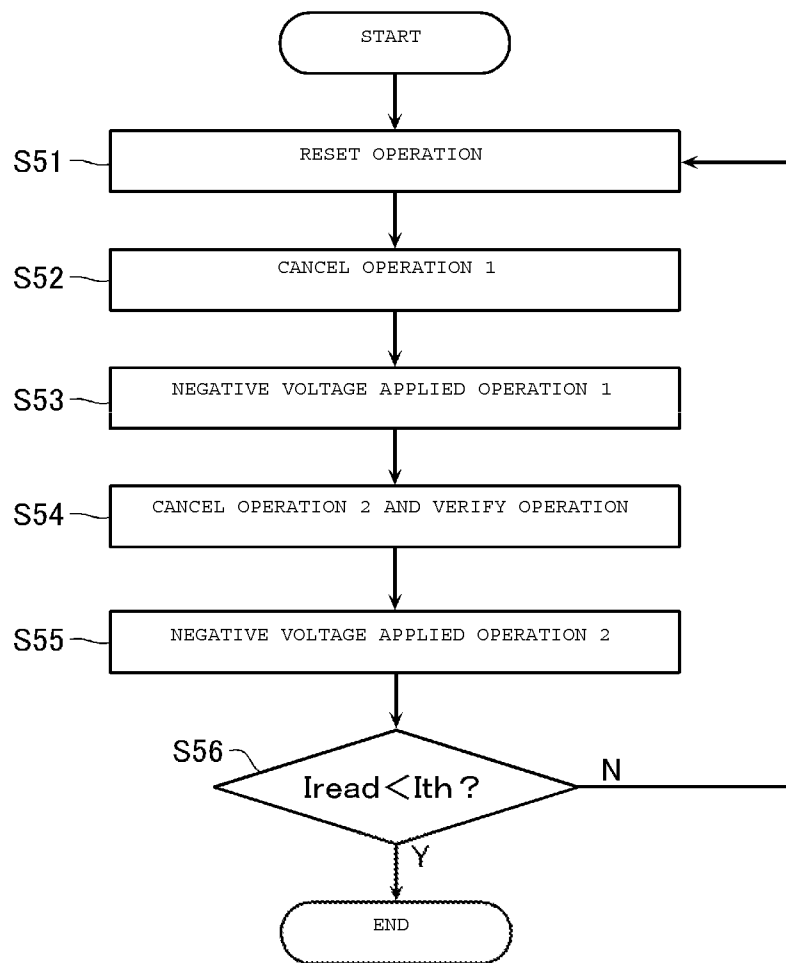 START
S51
RESET OPERATION
S52
CANCEL OPERATION 1
S53
NEGATIVE VOLTAGE APPLIED OPERATION 1
S54
CANCEL OPERATION 2 AND VERIFY OPERATION
S55
NEGATIVE VOLTAGE APPLIED OPERATION 2
S56
Iread<Ith?
N
Y
END